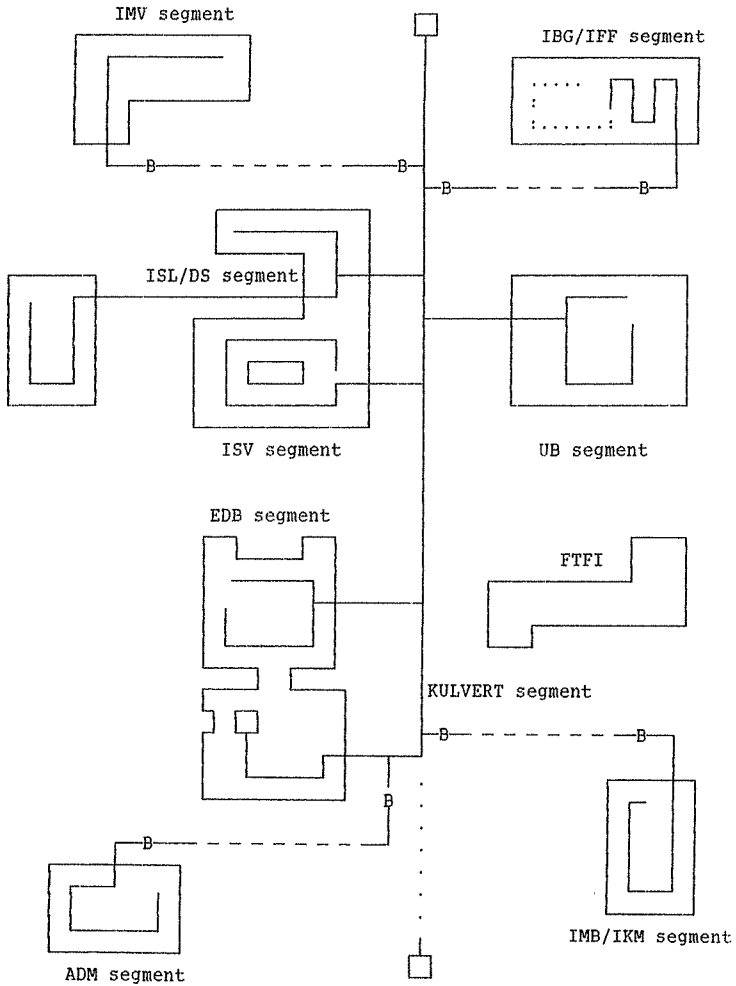 IMV segment
IBG/IFF segment
B B
B B
ISL/DS segment
ISV segment
UB segment
EDB segment
FTFI
KULVERT segment
B B
B
B
IMB/IKM segment
ADM segment